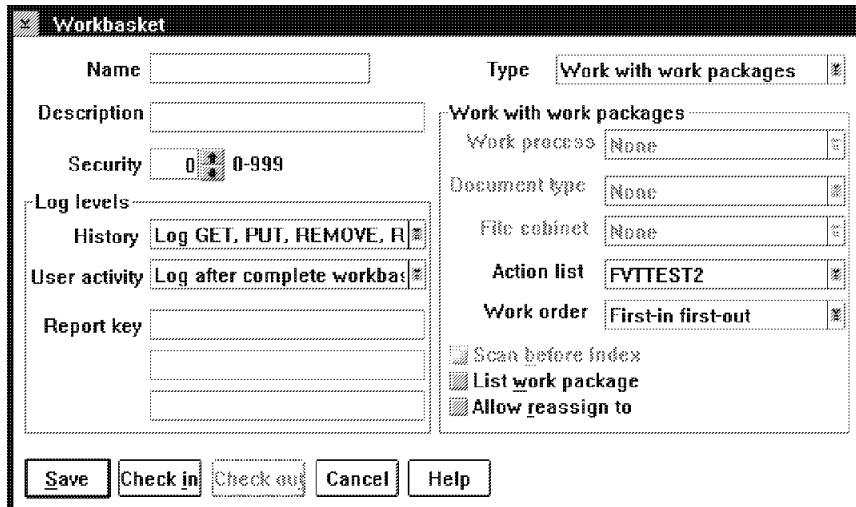 Workbasket
Name
Type Work with work packages
Description
Security 0 0-999
Log levels
History Log GET, PUT, REMOVE, R
User activity Log after complete workbas
Report key
Work with work packages
Work process None
Document type None
File cabinet None
Action list FVTTEST2
Work order First-in first-out
Scan before index
List work package
Allow reassign to
Save Check in Check out Cancel Help